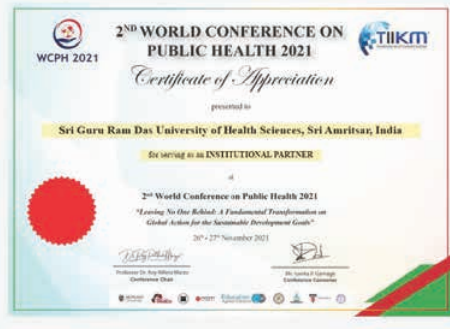 2ND WORLD CONFERENCE ON
PUBLIC HEALTH 2021
WCPH 2021
TIIKM
Certificate of Appreciation
presented to
Sri Guru Ram Das University of Health Sciences, Sri Amritsar, India
for serving as an INSTITUTIONAL PARTNER
at
2nd World Conference on Public Health 2021
"Leaving No One Behind: A Fundamental Transformation on
Global Action for the Sustainable Development Goals"
26th - 27th November 2021
Conference Chair
Conference Convener
Education